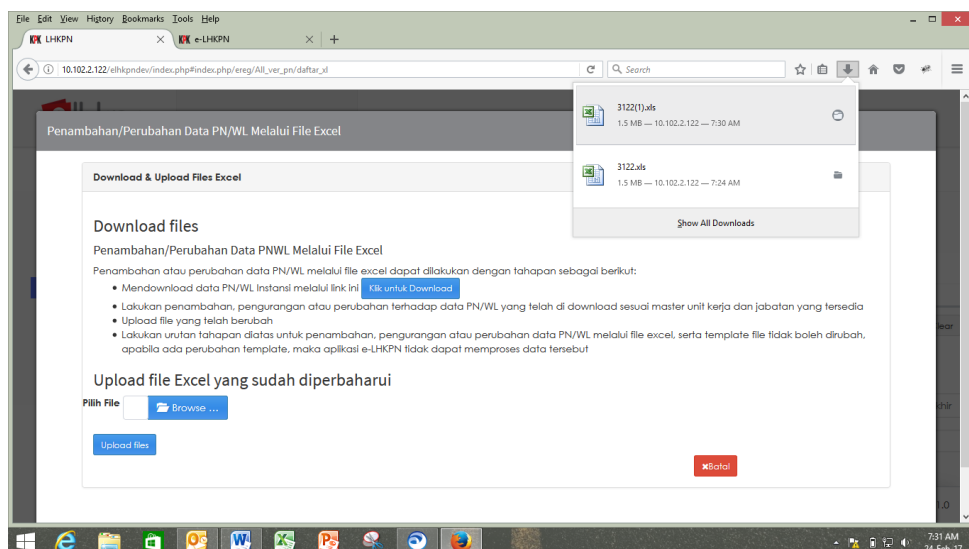 File Edit View History Bookmarks Tools Help
KPK LHKPN
KPK e-LHKPN
10.102.2.122/elhkpndev/index.php#index.php/ereg/All_ver_pn/daftar_xl
Search
3122(1).xls
1.5 MB — 10.102.2.122 — 7:30 AM
3122.xls
1.5 MB — 10.102.2.122 — 7:24 AM
Show All Downloads
Penambahan/Perubahan Data PN/WL Melalui File Excel
Download & Upload Files Excel
Download files
Penambahan/Perubahan Data PNWL Melalui File Excel
Penambahan atau perubahan data PN/WL melalui file excel dapat dilakukan dengan tahapan sebagai berikut:
• Mendownload data PN/WL Instansi melalui link ini Klik untuk Download
• Lakukan penambahan, pengurangan atau perubahan terhadap data PN/WL yang telah di download sesuai master unit kerja dan jabatan yang tersedia
• Upload file yang telah berubah
• Lakukan urutan tahapan diatas untuk penambahan, pengurangan atau perubahan data PN/WL melalui file excel, serta template file tidak boleh dirubah,
apabila ada perubahan template, maka aplikasi e-LHKPN tidak dapat memproses data tersebut
Upload file Excel yang sudah diperbaharui
Pilih File
Browse ...
Upload files
Batal
7:31 AM
24-Feb-17